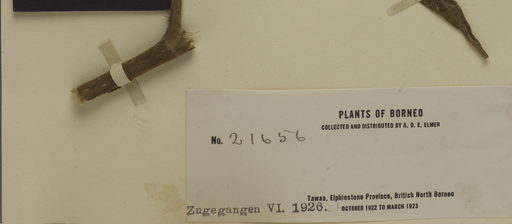 PLANTS OF BORNEO
COLLECTED AND DISTRIBUTED BY A. D. E. ELMER
No. 21656
Tawao, Elphinstone Province, British North Borneo
Zugegangen VI. 1926. OCTOBER 1922 TO MARCH 1923